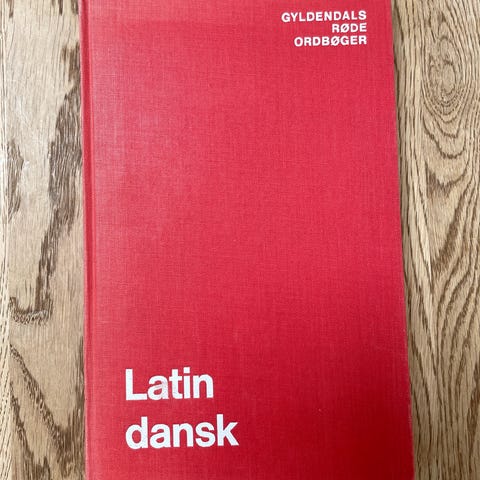 GYLDENDALS
RØDE
ORDBØGER
Latin
dansk